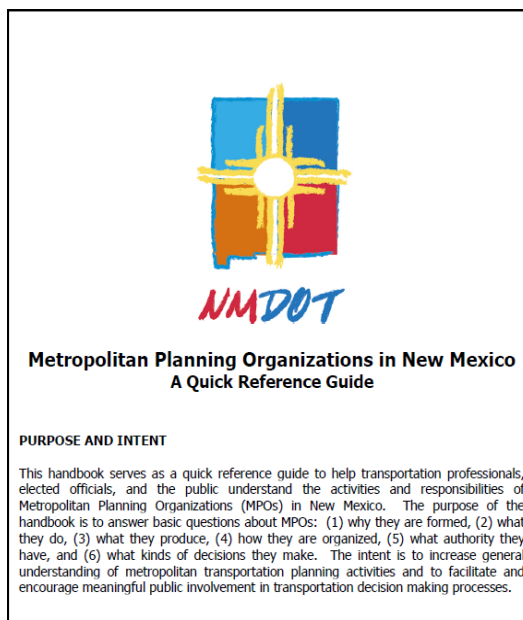 NMDOT
Metropolitan Planning Organizations in New Mexico
A Quick Reference Guide
PURPOSE AND INTENT
This handbook serves as a quick reference guide to help transportation professionals,
elected officials, and the public understand the activities and responsibilities of
Metropolitan Planning Organizations (MPOs) in New Mexico. The purpose of the
handbook is to answer basic questions about MPOs: (1) why they are formed, (2) what
they do, (3) what they produce, (4) how they are organized, (5) what authority they
have, and (6) what kinds of decisions they make. The intent is to increase general
understanding of metropolitan transportation planning activities and to facilitate and
encourage meaningful public involvement in transportation decision making processes.